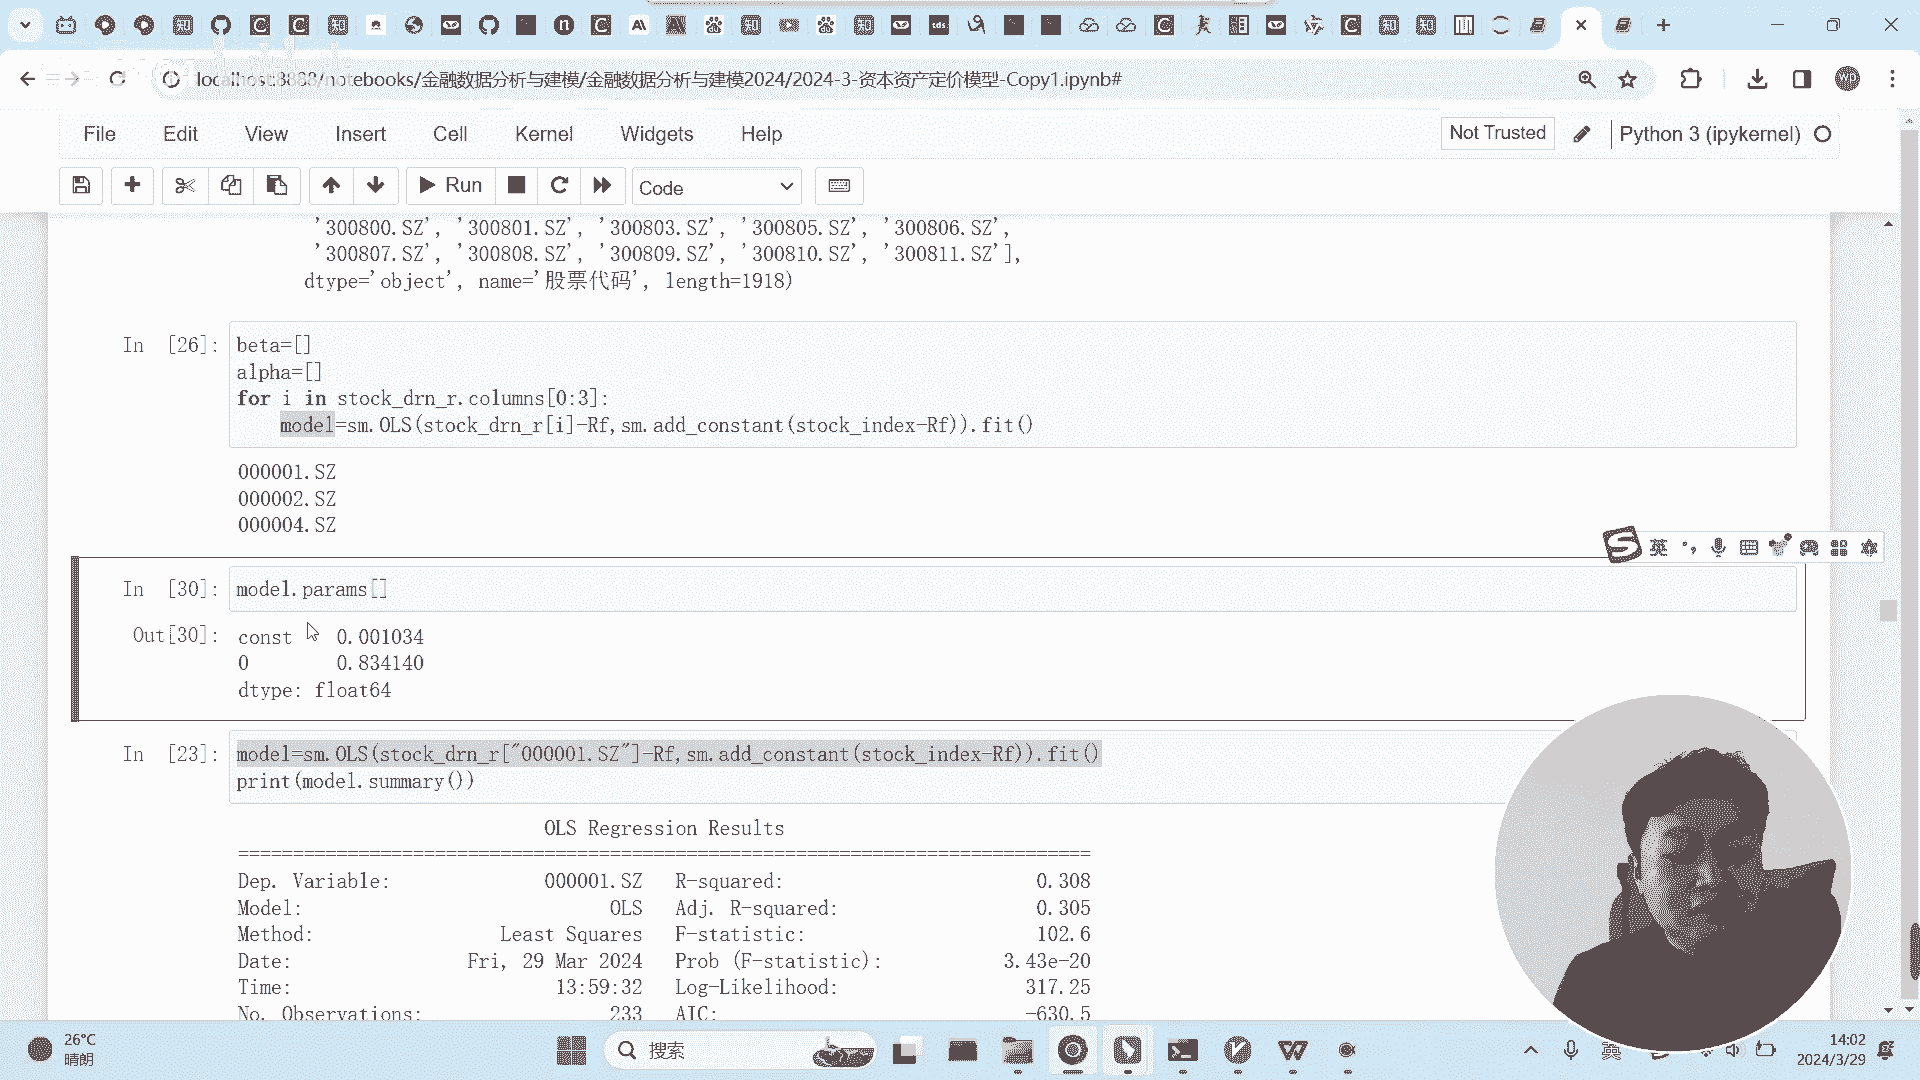 localhost:8888/notebooks/金融数据分析与建模/金融数据分析与建模2024/2024-3-资本资产定价模型-Copy1.ipynb#
File Edit View Insert Cell Kernel Widgets Help
Not Trusted
Python 3 (ipykernel)
Run
Code
'300800.SZ', '300801.SZ', '300803.SZ', '300805.SZ', '300806.SZ',
'300807.SZ', '300808.SZ', '300809.SZ', '300810.SZ', '300811.SZ'],
dtype='object', name='股票代码', length=1918)
In [26]: beta=[]
alpha=[]
for i in stock_drn_r.columns[0:3]:
model=sm.OLS(stock_drn_r[i]-Rf,sm.add_constant(stock_index-Rf)).fit()
000001.SZ
000002.SZ
000004.SZ
英
In [30]: model.params[]
Out[30]: const 0.001034
0 0.834140
dtype: float64
In [23]: model=sm.OLS(stock_drn_r["000001.SZ"]-Rf,sm.add_constant(stock_index-Rf)).fit()
print(model.summary())
OLS Regression Results
==============================================================================
Dep. Variable: 000001.SZ R-squared: 0.308
Model: OLS Adj. R-squared: 0.305
Method: Least Squares F-statistic: 102.6
Date: Fri, 29 Mar 2024 Prob (F-statistic): 3.43e-20
Time: 13:59:32 Log-Likelihood: 317.25
No. Observations: 233 AIC: -630.5
26°C
晴朗
搜索
英
14:02
2024/3/29